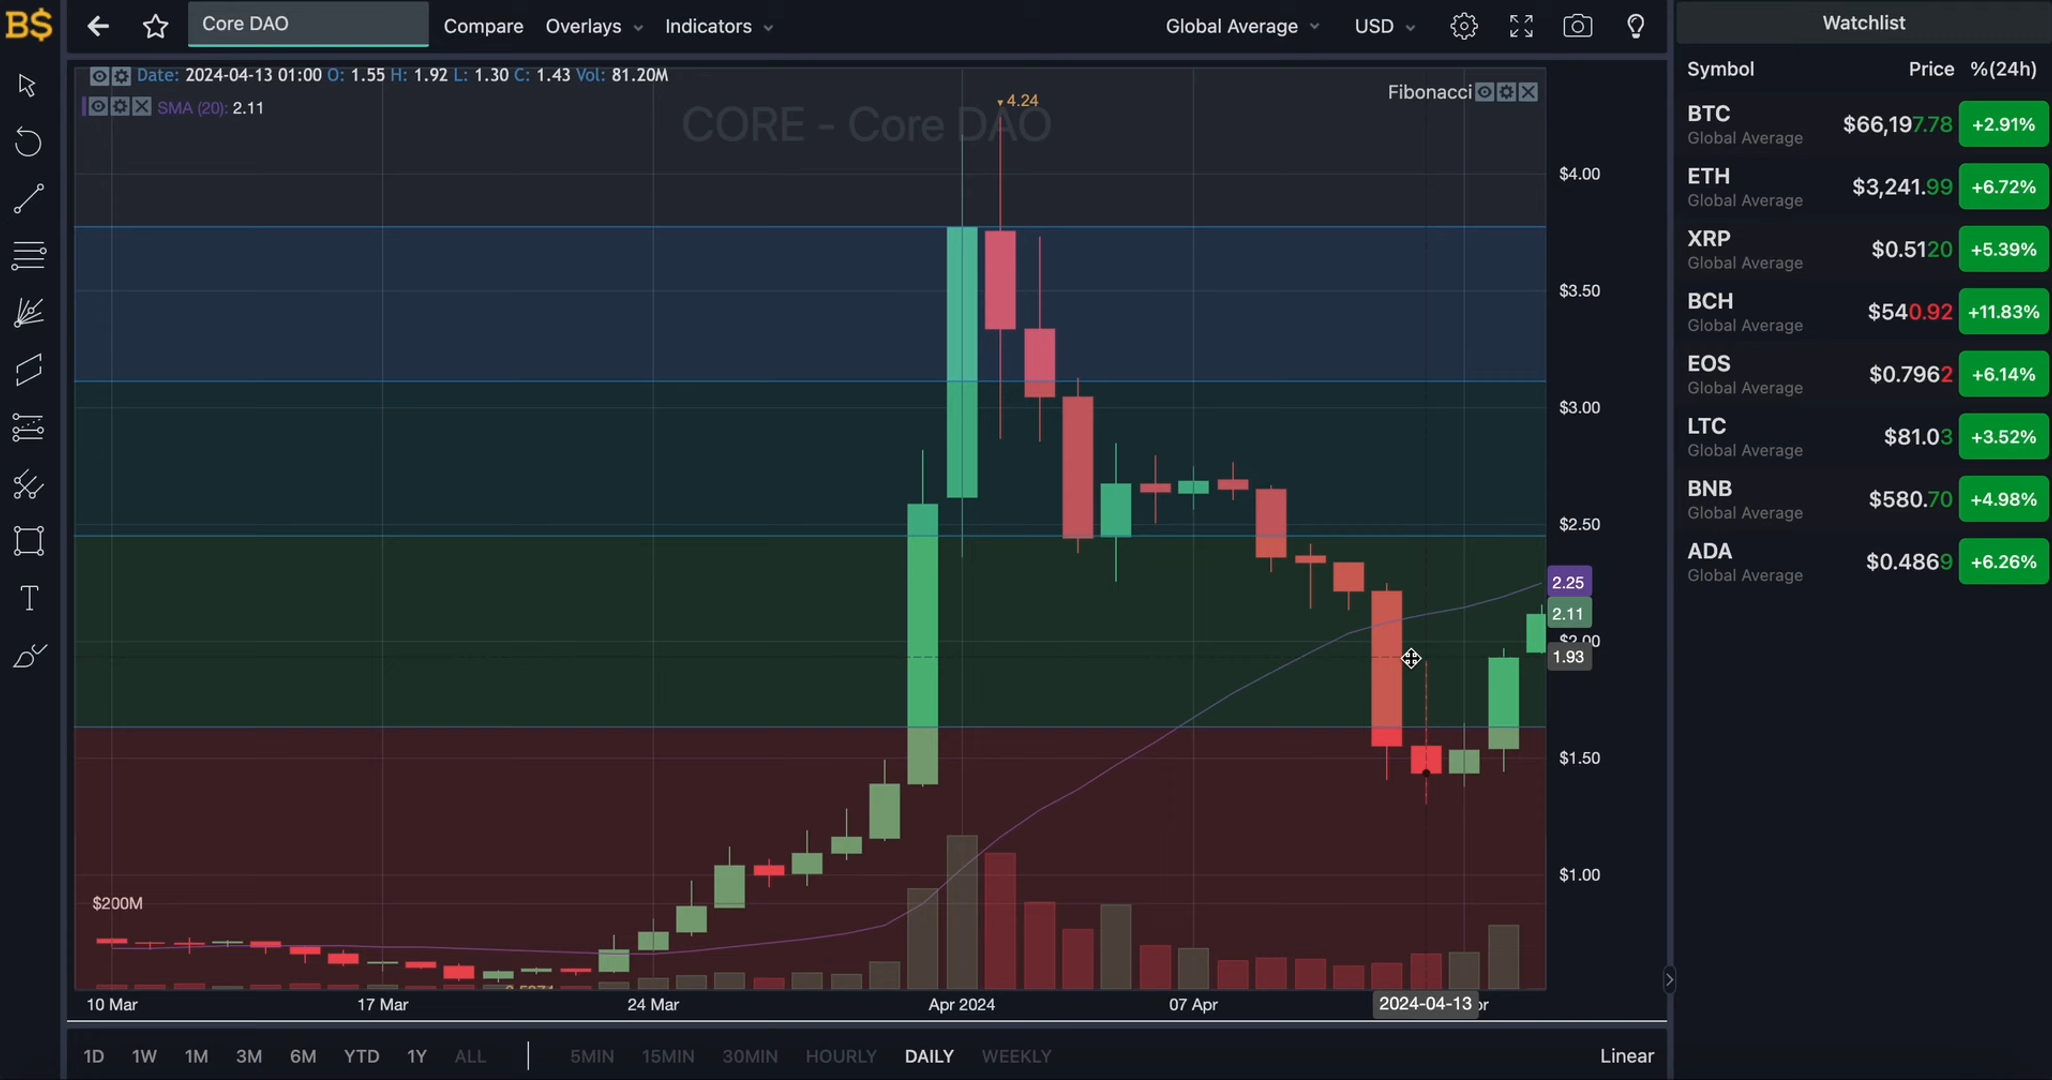 B$
Core DAO
Compare
Overlays
Indicators
Global Average
USD
Date: 2024-04-13 01:00 O: 1.55 H: 1.92 L: 1.30 C: 1.43 Vol: 81.20M
SMA (20): 2.11
CORE - Core DAO
4.24
Fibonacci
$4.00
$3.50
$3.00
$2.50
2.25
2.11
$2.00
1.93
$1.50
$1.00
$200M
10 Mar
17 Mar
24 Mar
Apr 2024
07 Apr
2024-04-13
1D
1W
1M
3M
6M
YTD
1Y
ALL
5MIN
15MIN
30MIN
HOURLY
DAILY
WEEKLY
Linear
Watchlist
Symbol Price %(24h)
BTC $66,197.78 +2.91%
Global Average
ETH $3,241.99 +6.72%
Global Average
XRP $0.5120 +5.39%
Global Average
BCH $540.92 +11.83%
Global Average
EOS $0.7962 +6.14%
Global Average
LTC $81.03 +3.52%
Global Average
BNB $580.70 +4.98%
Global Average
ADA $0.4869 +6.26%
Global Average